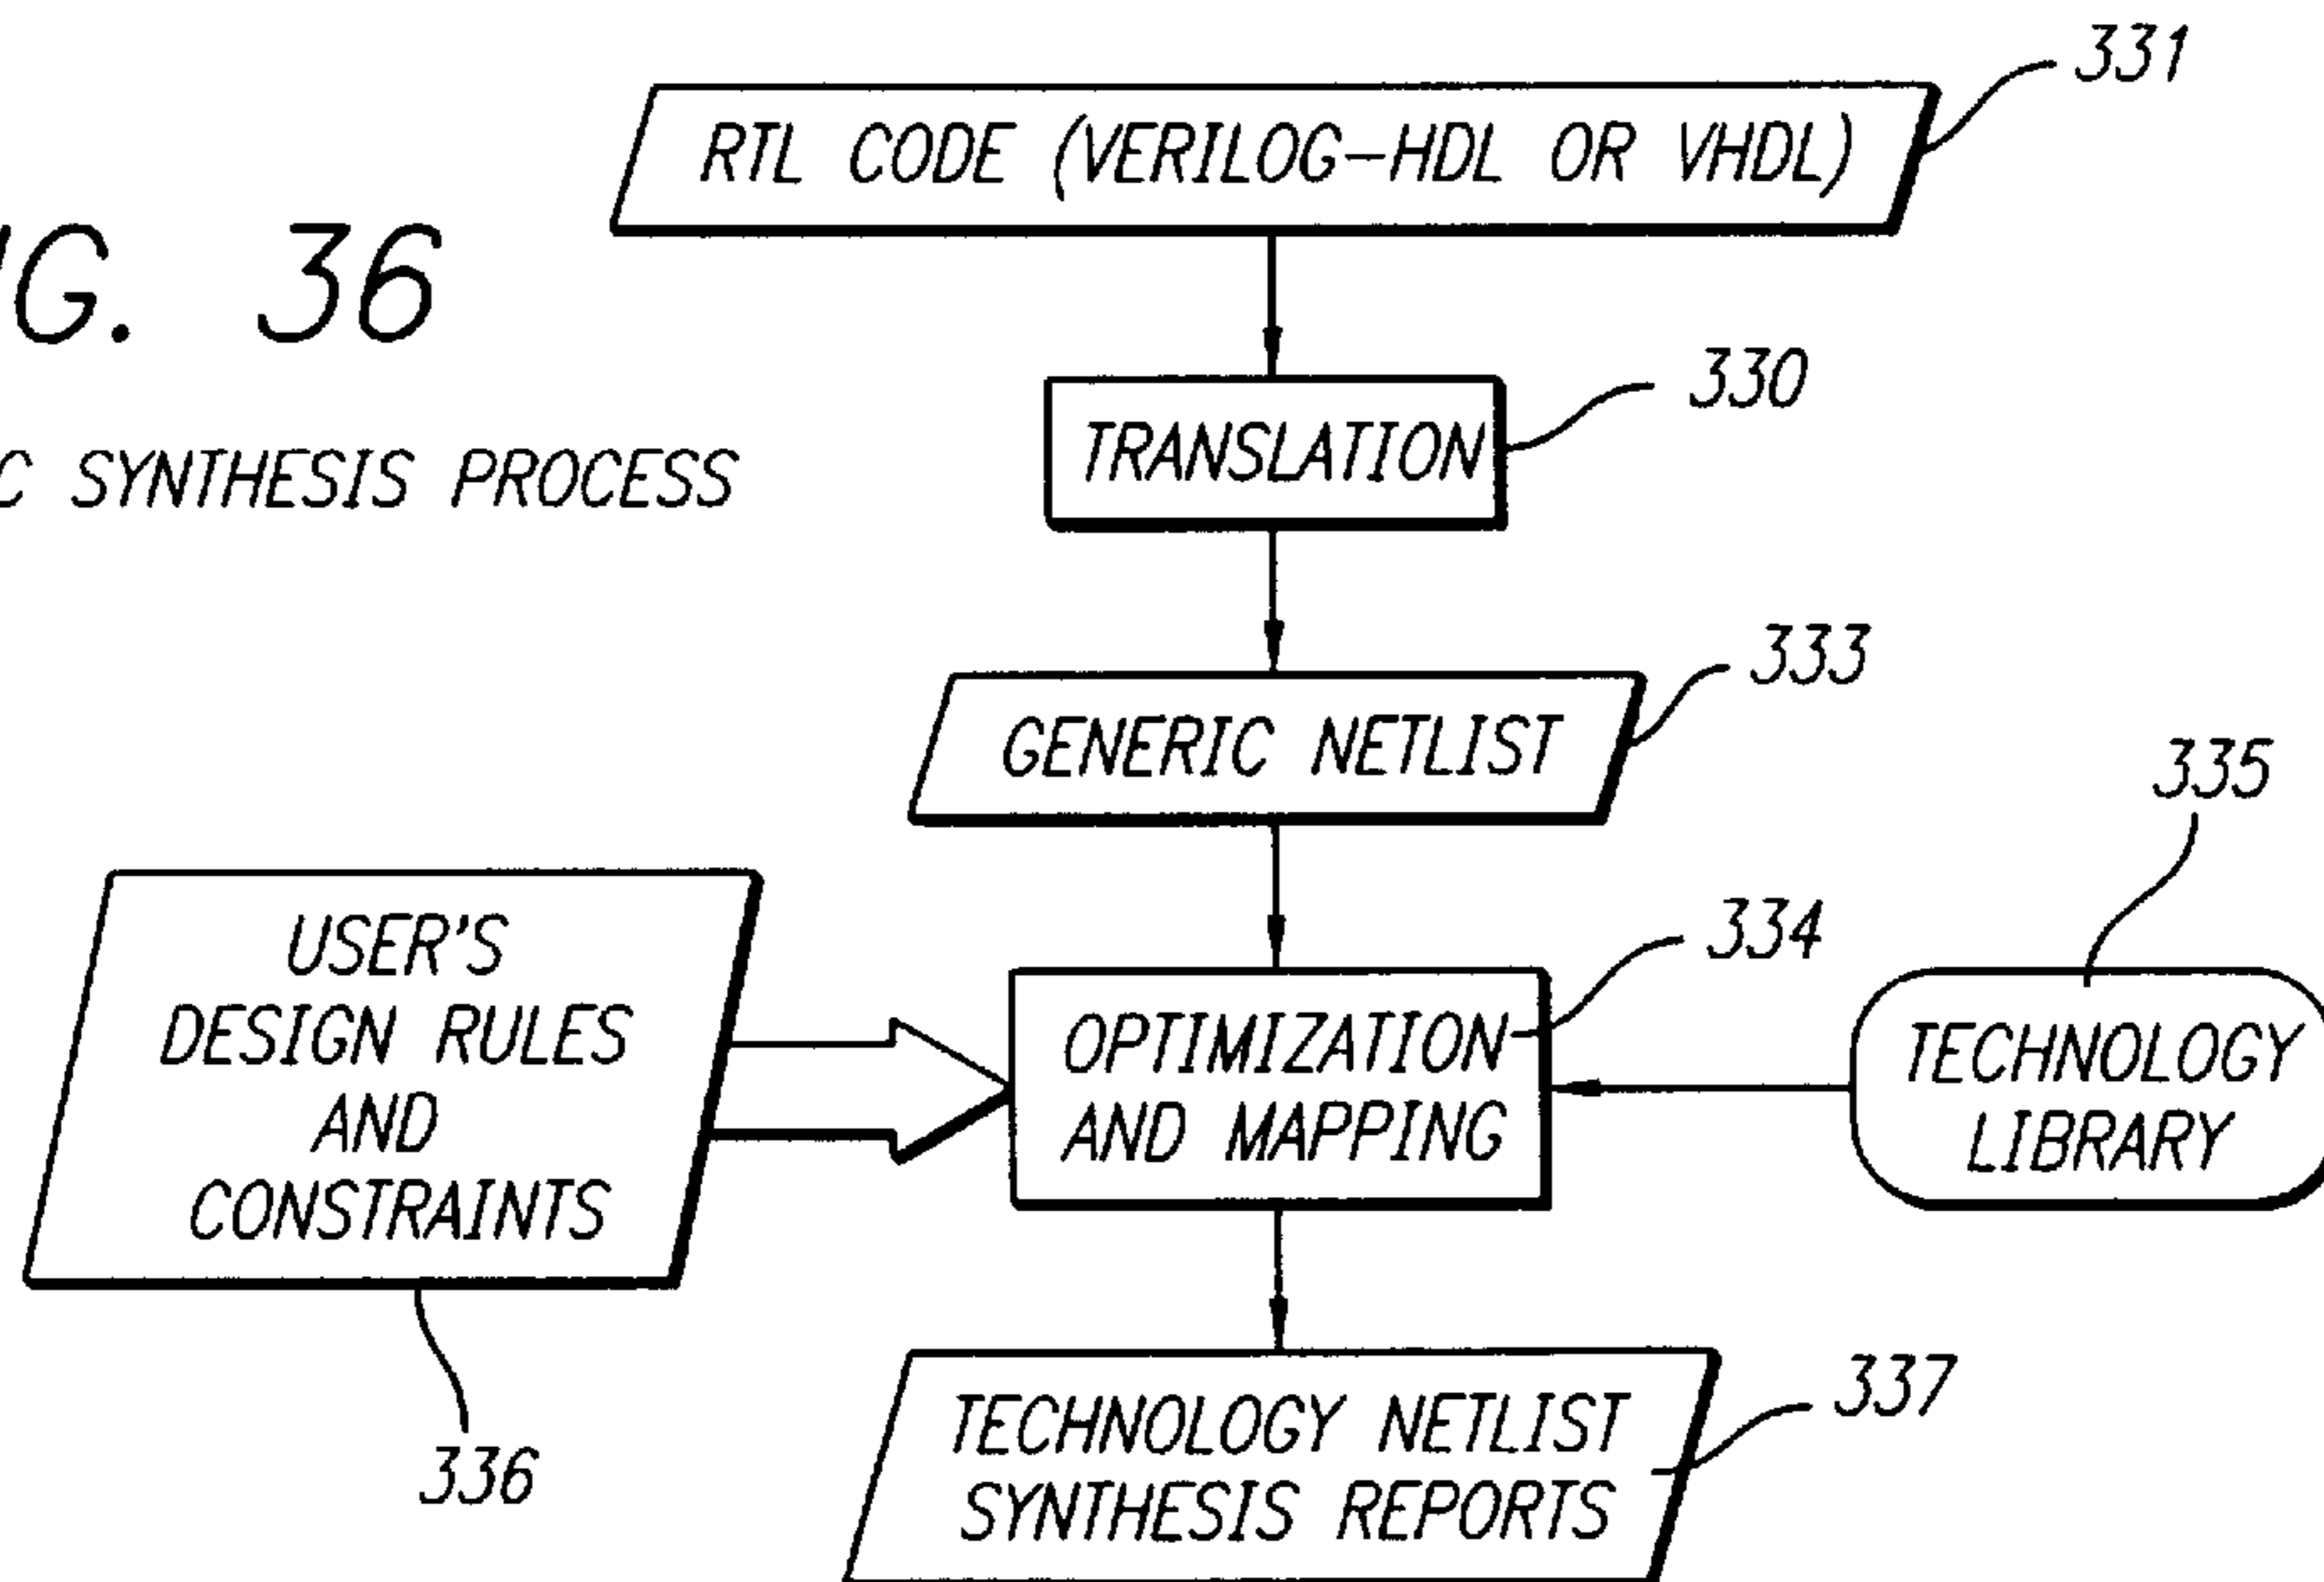 331
RTL CODE (VERILOG-HDL OR VHDL)
G. 36
330
TRANSLATION
C SYNTHESIS PROCESS
333
GENERIC NETLIST
335
USER'S
DESIGN RULES
AND
CONSTRAINTS
334
OPTIMIZATION
AND MAPPING
TECHNOLOGY
LIBRARY
336
337
TECHNOLOGY NETLIST
SYNTHESIS REPORTS